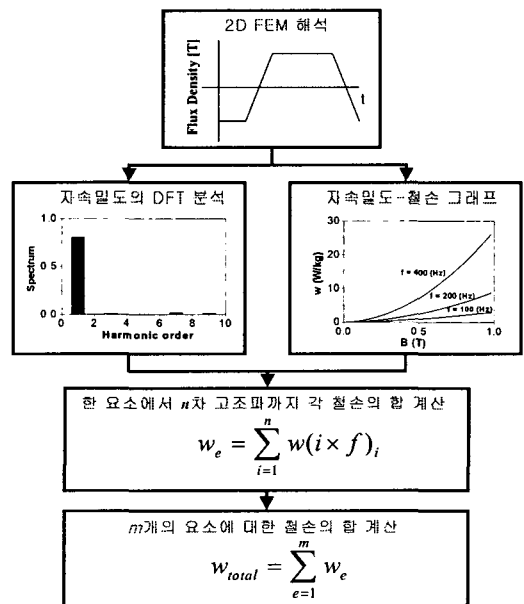 2D FEM 해석
Flux Density [T]
t
자속밀도의 DFT 분석
Spectrum
1.0
0.5
0.0
0 2 4 6 8 10
Harmonic order
자속밀도-철손 그래프
w (W/kg)
30
20
10
0
f = 400 (Hz)
f = 200 (Hz)
f = 100 (Hz)
0.0 0.5 1.0
B (T)
한 요소에서 n차 고조파까지 각 철손의 합 계산
w_e = \sum_{i=1}^{n} w(i × f)_i
m개의 요소에 대한 철손의 합 계산
w_{total} = \sum_{e=1}^{m} w_e